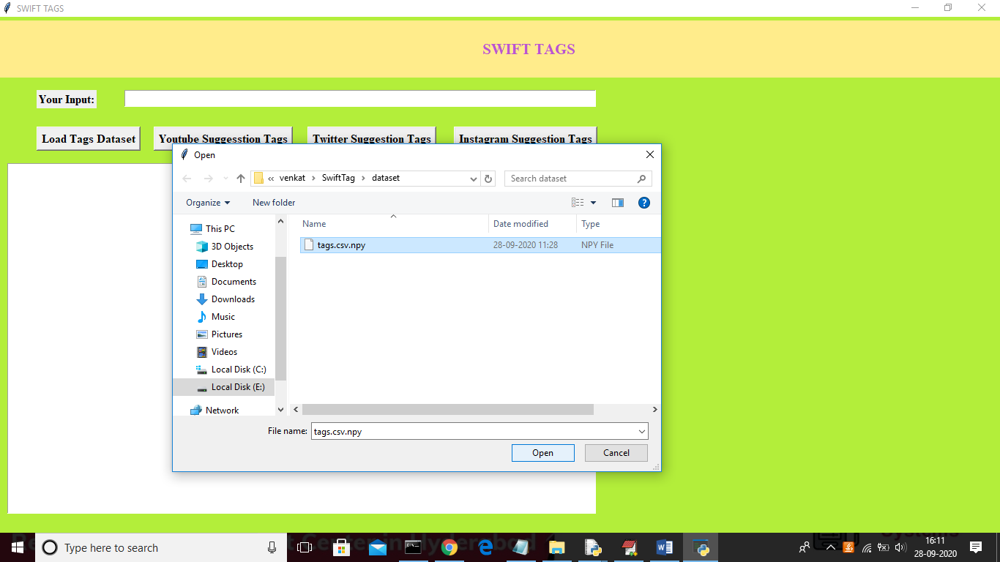 SWIFT TAGS
SWIFT TAGS
Your Input:
Load Tags Dataset
Youtube Suggesstion Tags
Twitter Suggestion Tags
Instagram Suggestion Tags
Open
« venkat > SwiftTag > dataset
Search dataset
Organize
New folder
Name
Date modified
Type
tags.csv.npy
28-09-2020 11:28
NPY File
This PC
3D Objects
Desktop
Documents
Downloads
Music
Pictures
Videos
Local Disk (C:)
Local Disk (E:)
Network
File name:
tags.csv.npy
Open
Cancel
Type here to search
16:11
28-09-2020